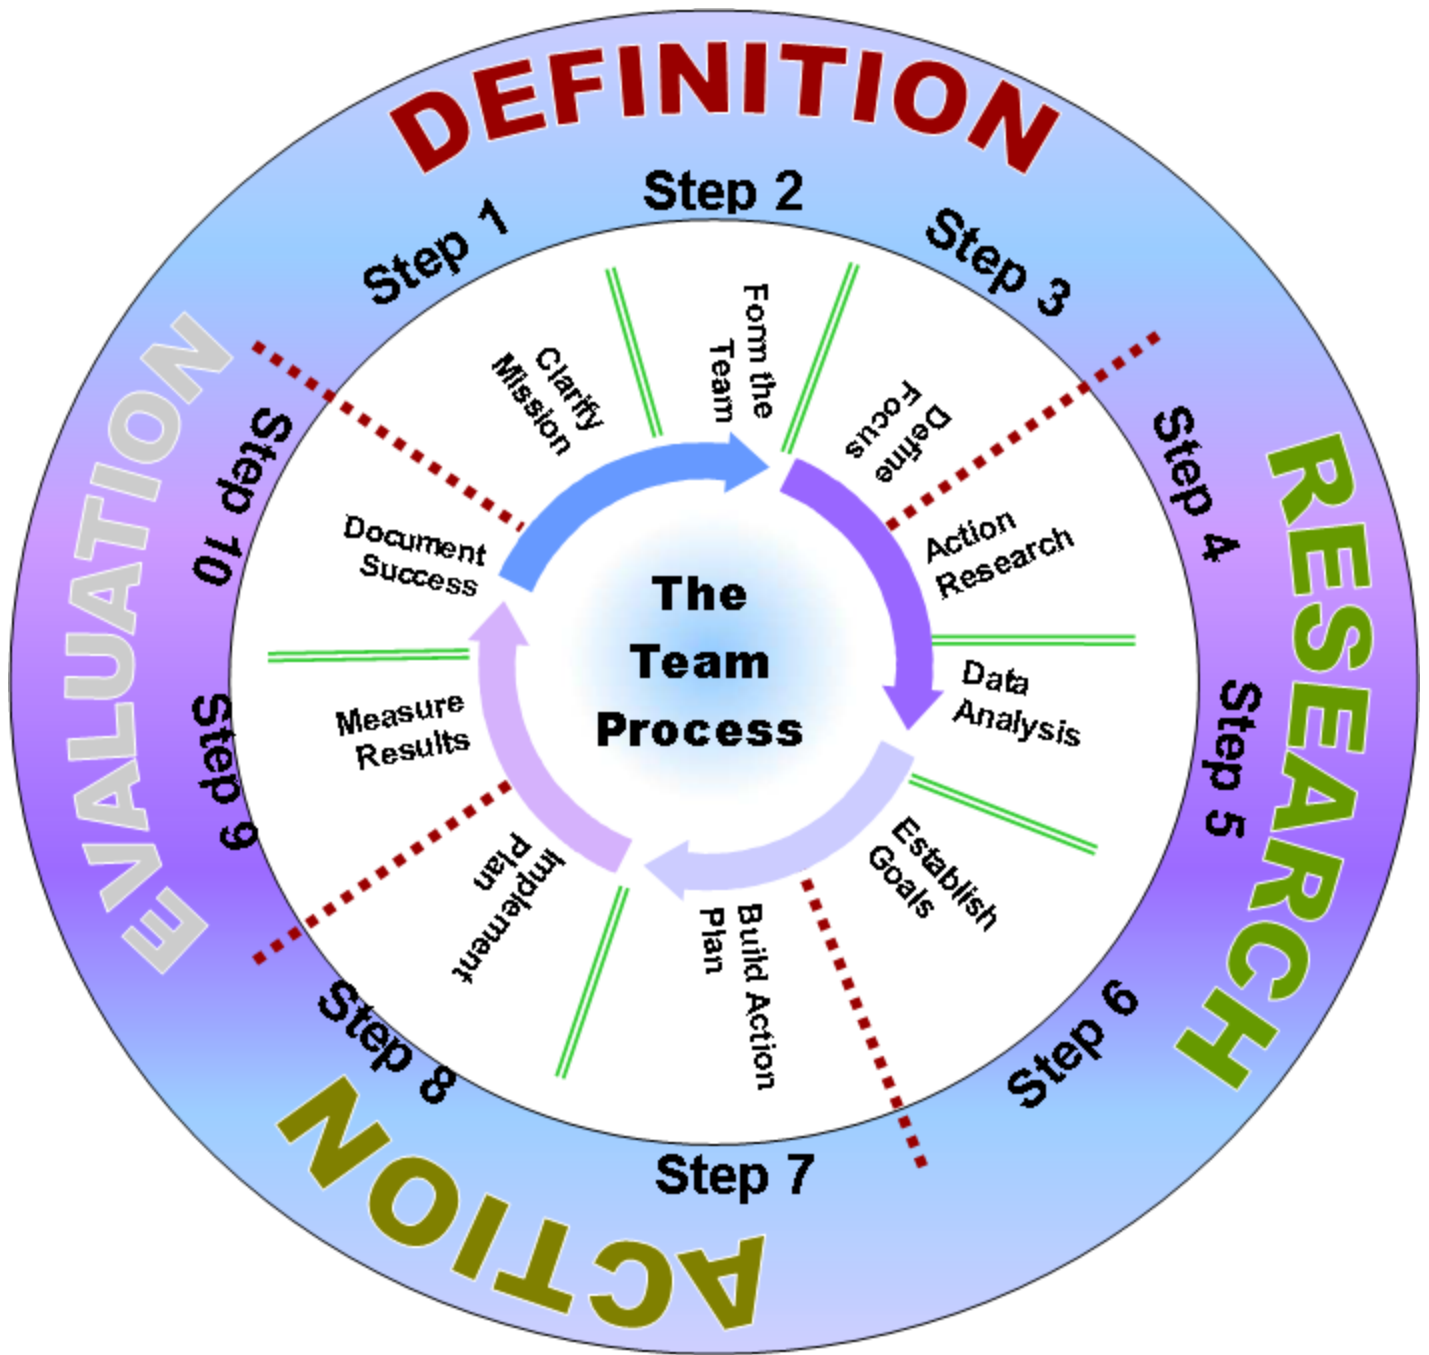 DEFINITION
Step 1
Step 2
Step 3
Clarify
Mission
Form the
Team
Define
Focus
RESEARCH
Step 4
Step 5
Step 6
Action
Research
Data
Analysis
Establish
Goals
ACTION
Step 7
Step 8
Build Action
Plan
Implement
Plan
EVALUATION
Step 9
Step 10
Measure
Results
Document
Success
The
Team
Process